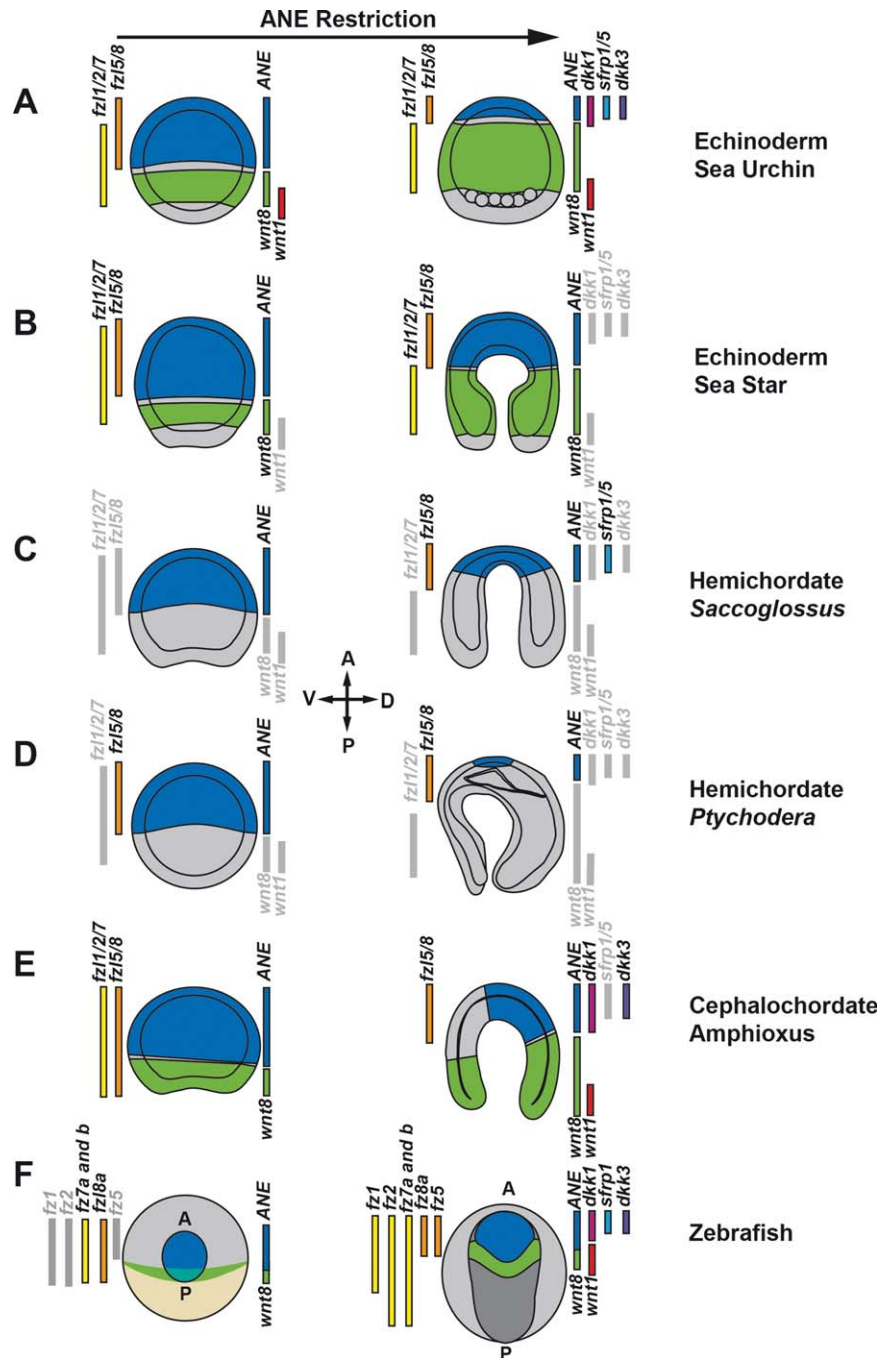 ANE Restriction
A
fzl1/2/7
fzl5/8
ANE
wnt8
wnt1
fzl1/2/7
fzl5/8
ANE
dkk1
sfrp1/5
dkk3
wnt8
wnt1
Echinoderm
Sea Urchin
B
fzl1/2/7
fzl5/8
ANE
wnt8
wnt1
fzl1/2/7
fzl5/8
ANE
dkk1
sfrp1/5
dkk3
wnt8
wnt1
Echinoderm
Sea Star
C
fzl1/2/7
fzl5/8
ANE
wnt8
wnt1
fzl1/2/7
fzl5/8
ANE
dkk1
sfrp1/5
dkk3
wnt8
wnt1
Hemichordate
Saccoglossus
A
V D
P
D
fzl1/2/7
fzl5/8
ANE
wnt8
wnt1
fzl1/2/7
fzl5/8
ANE
dkk1
sfrp1/5
dkk3
wnt8
wnt1
Hemichordate
Ptychodera
E
fzl1/2/7
fzl5/8
ANE
wnt8
fzl5/8
ANE
dkk1
sfrp1/5
dkk3
wnt8
wnt1
Cephalochordate
Amphioxus
F
fz1
fz2
fz7a and b
fzl8a
fz5
A
P
ANE
wnt8
fz1
fz2
fz7a and b
fz8a
fz5
A
P
ANE
dkk1
sfrp1
dkk3
wnt8
wnt1
Zebrafish